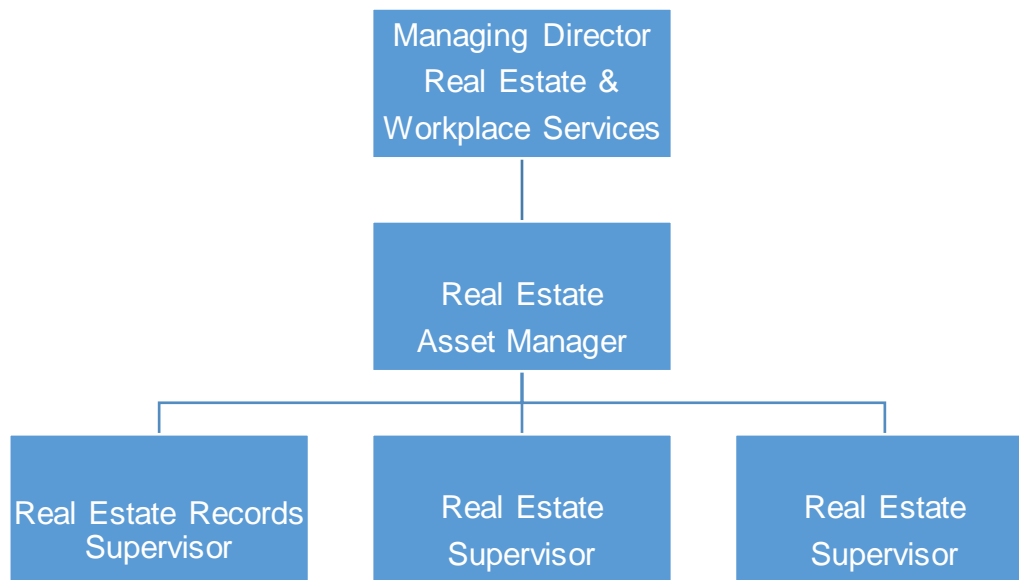 Managing Director
Real Estate &
Workplace Services
Real Estate
Asset Manager
Real Estate Records
Supervisor
Real Estate
Supervisor
Real Estate
Supervisor